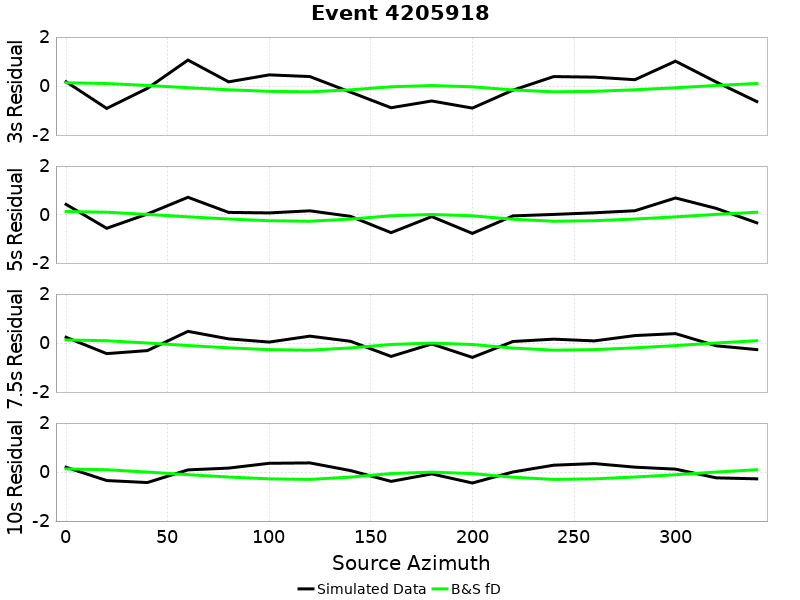 Event 4205918
3s Residual
2
0
-2
5s Residual
2
0
-2
7.5s Residual
2
0
-2
10s Residual
2
0
-2
0 50 100 150 200 250 300
Source Azimuth
Simulated Data B&S fD